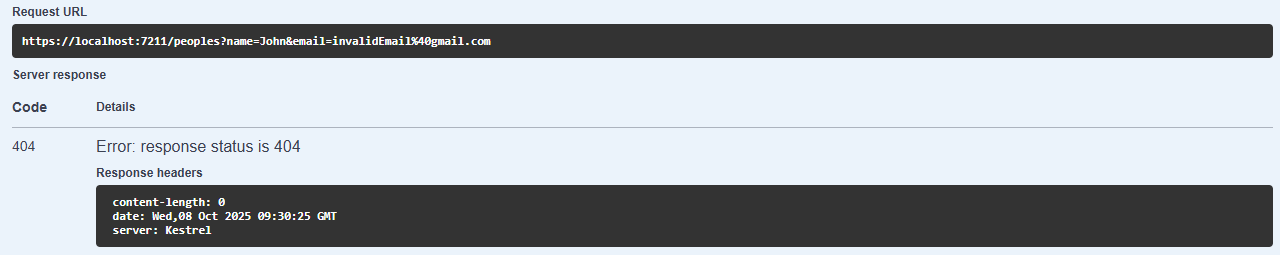 Request URL
https://localhost:7211/peoples?name=John&email=invalidEmail%40gmail.com
Server response
Code Details
404 Error: response status is 404
Response headers
content-length: 0
date: Wed,08 Oct 2025 09:30:25 GMT
server: Kestrel